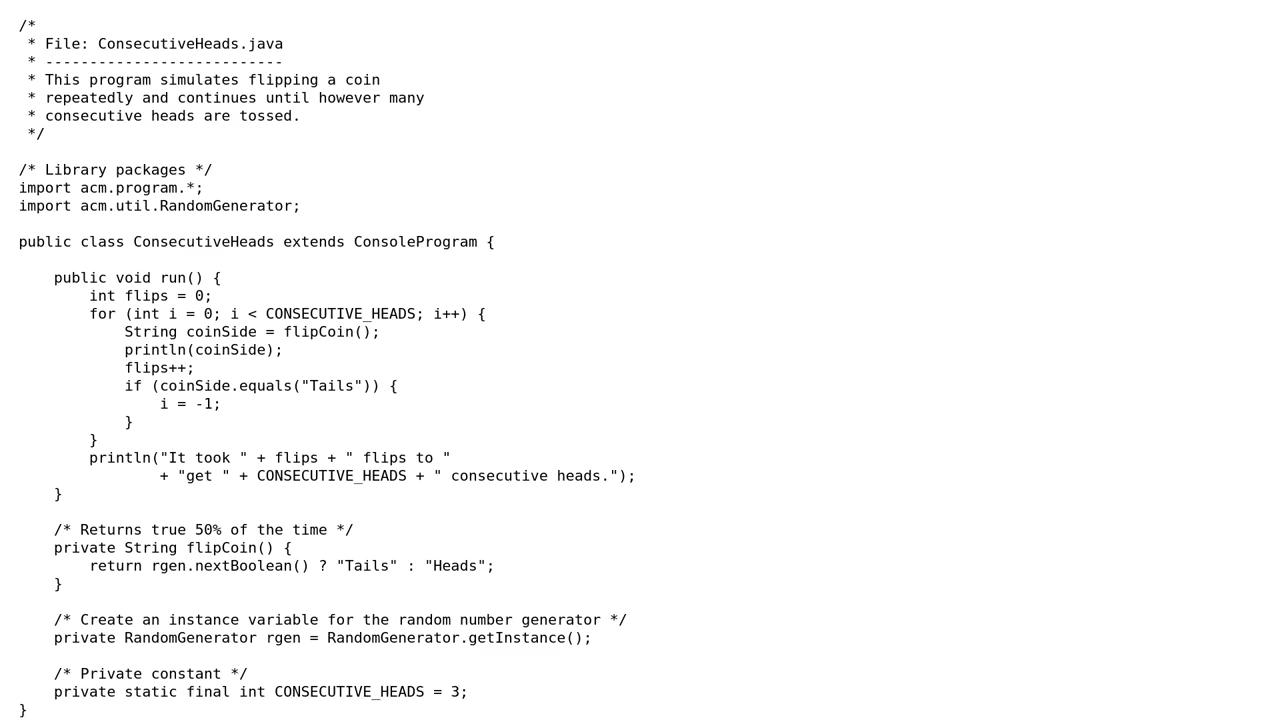 /*
 * File: ConsecutiveHeads.java
 * ---------------------------
 * This program simulates flipping a coin
 * repeatedly and continues until however many
 * consecutive heads are tossed.
 */

/* Library packages */
import acm.program.*;
import acm.util.RandomGenerator;

public class ConsecutiveHeads extends ConsoleProgram {

    public void run() {
        int flips = 0;
        for (int i = 0; i < CONSECUTIVE_HEADS; i++) {
            String coinSide = flipCoin();
            println(coinSide);
            flips++;
            if (coinSide.equals("Tails")) {
                i = -1;
            }
        }
        println("It took " + flips + " flips to "
                + "get " + CONSECUTIVE_HEADS + " consecutive heads.");
    }

    /* Returns true 50% of the time */
    private String flipCoin() {
        return rgen.nextBoolean() ? "Tails" : "Heads";
    }

    /* Create an instance variable for the random number generator */
    private RandomGenerator rgen = RandomGenerator.getInstance();

    /* Private constant */
    private static final int CONSECUTIVE_HEADS = 3;
}